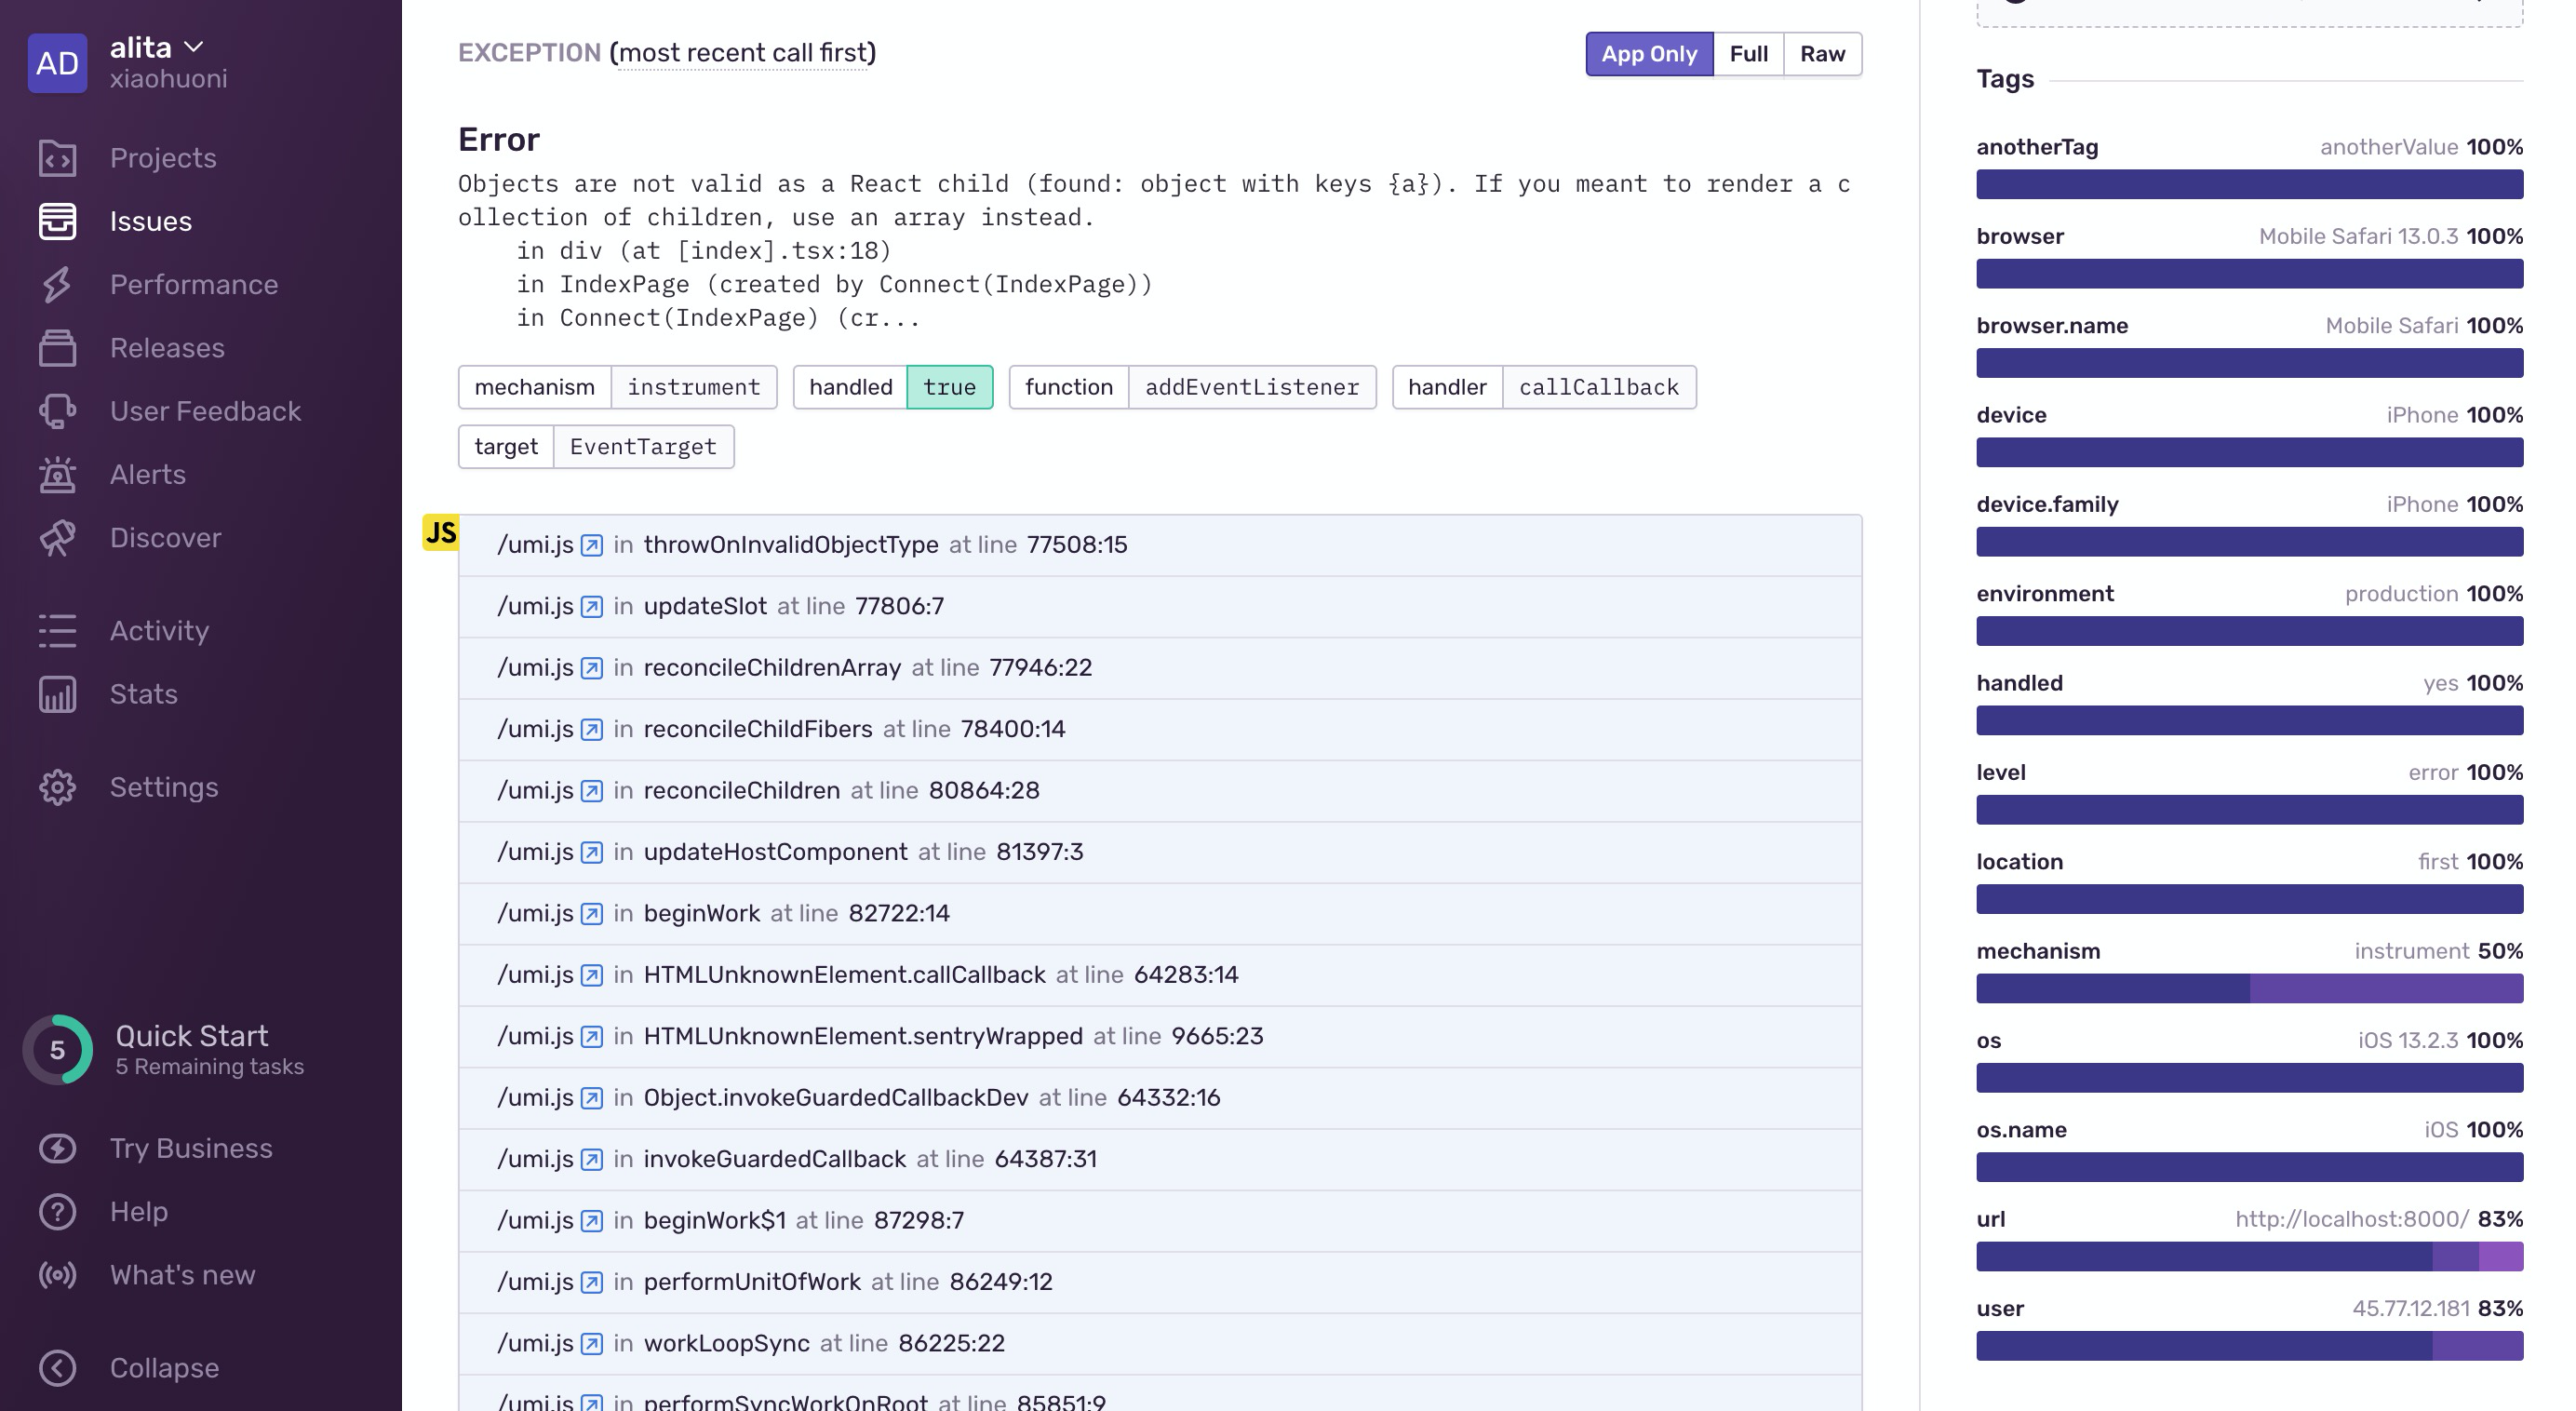 AD
alita
xiaohuoni
Projects
Issues
Performance
Releases
User Feedback
Alerts
Discover
Activity
Stats
Settings
5
Quick Start
5 Remaining tasks
Try Business
Help
What's new
Collapse
EXCEPTION (most recent call first)
App Only Full Raw
Error
Objects are not valid as a React child (found: object with keys {a}). If you meant to render a c
ollection of children, use an array instead.
in div (at [index].tsx:18)
in IndexPage (created by Connect(IndexPage))
in Connect(IndexPage) (cr...
mechanism instrument handled true function addEventListener handler callCallback
target EventTarget
JS
/umi.js in throwOnInvalidObjectType at line 77508:15
/umi.js in updateSlot at line 77806:7
/umi.js in reconcileChildrenArray at line 77946:22
/umi.js in reconcileChildFibers at line 78400:14
/umi.js in reconcileChildren at line 80864:28
/umi.js in updateHostComponent at line 81397:3
/umi.js in beginWork at line 82722:14
/umi.js in HTMLUnknownElement.callCallback at line 64283:14
/umi.js in HTMLUnknownElement.sentryWrapped at line 9665:23
/umi.js in Object.invokeGuardedCallbackDev at line 64332:16
/umi.js in invokeGuardedCallback at line 64387:31
/umi.js in beginWork$1 at line 87298:7
/umi.js in performUnitOfWork at line 86249:12
/umi.js in workLoopSync at line 86225:22
/umi.js in performSyncWorkOnRoot at line 85851:9
Tags
anotherTag anotherValue 100%
browser Mobile Safari 13.0.3 100%
browser.name Mobile Safari 100%
device iPhone 100%
device.family iPhone 100%
environment production 100%
handled yes 100%
level error 100%
location first 100%
mechanism instrument 50%
os iOS 13.2.3 100%
os.name iOS 100%
url http://localhost:8000/ 83%
user 45.77.12.181 83%